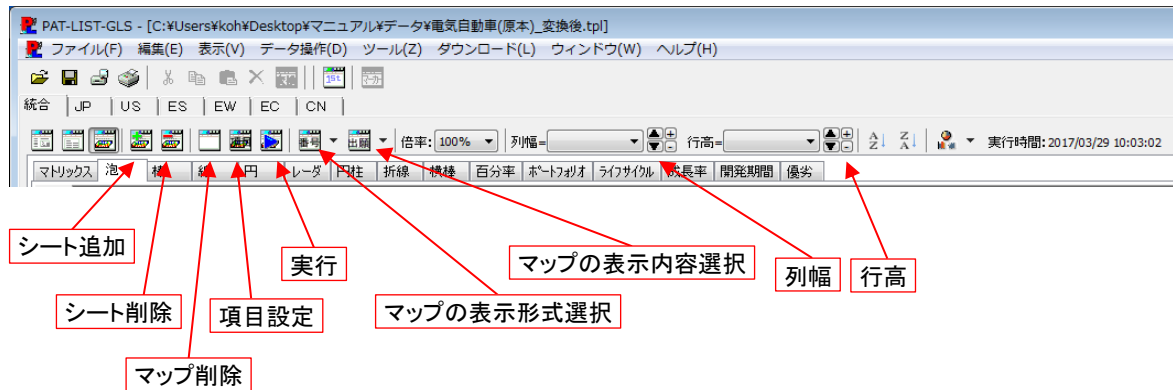 PAT-LIST-GLS - [C:¥Users¥koh¥Desktop¥マニュアル¥データ¥電気自動車(原本)_変換後.tpl]
ファイル(F) 編集(E) 表示(V) データ操作(D) ツール(Z) ダウンロード(L) ウィンドウ(W) ヘルプ(H)
1st
統合 JP US ES EW EC CN
番号 出願 倍率: 100% 列幅= 行高= 実行時間: 2017/03/29 10:03:02
マトリックス 泡 円 レーダ 円柱 折線 横棒 百分率 ポートフォリオ ライフサイクル 成長率 開発期間 優劣
シート追加
実行
マップの表示内容選択
列幅
行高
シート削除
項目設定
マップの表示形式選択
マップ削除